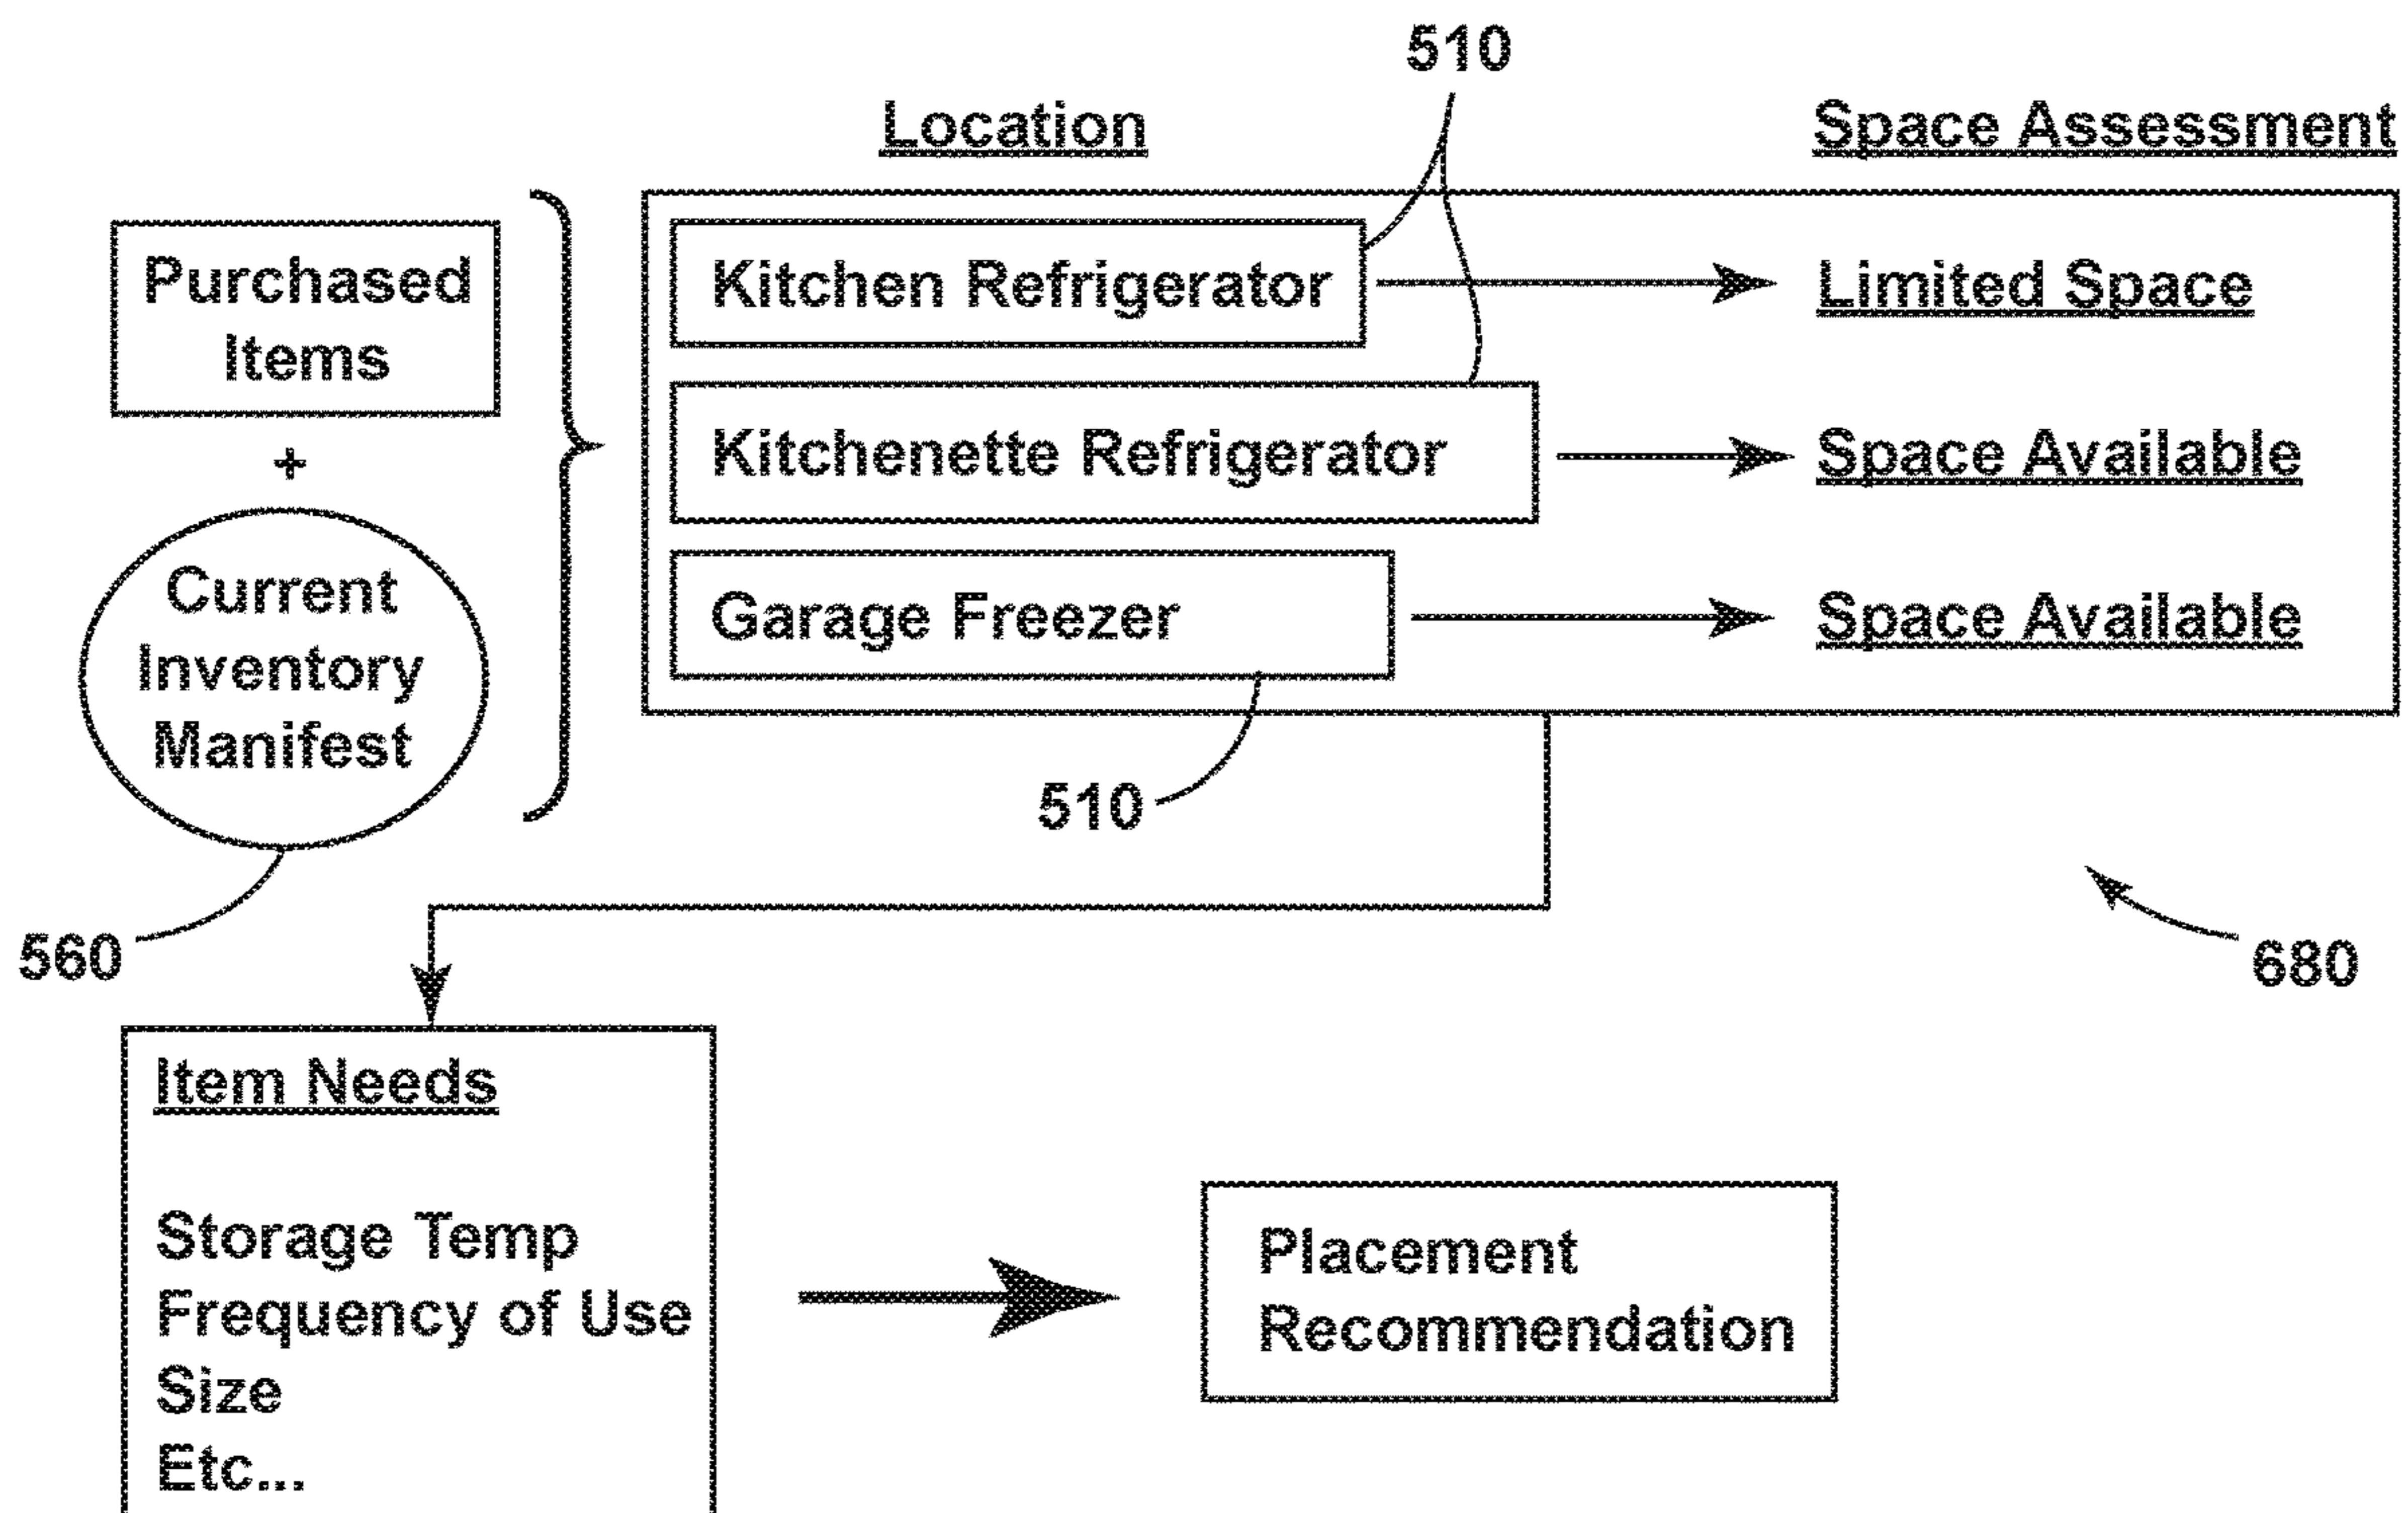 510
Location
Space Assessment
Purchased
Items
+
Current
Inventory
Manifest
560
Kitchen Refrigerator
Limited Space
Kitchenette Refrigerator
Space Available
Garage Freezer
Space Available
510
680
Item Needs
Storage Temp
Frequency of Use
Size
Etc...
Placement
Recommendation